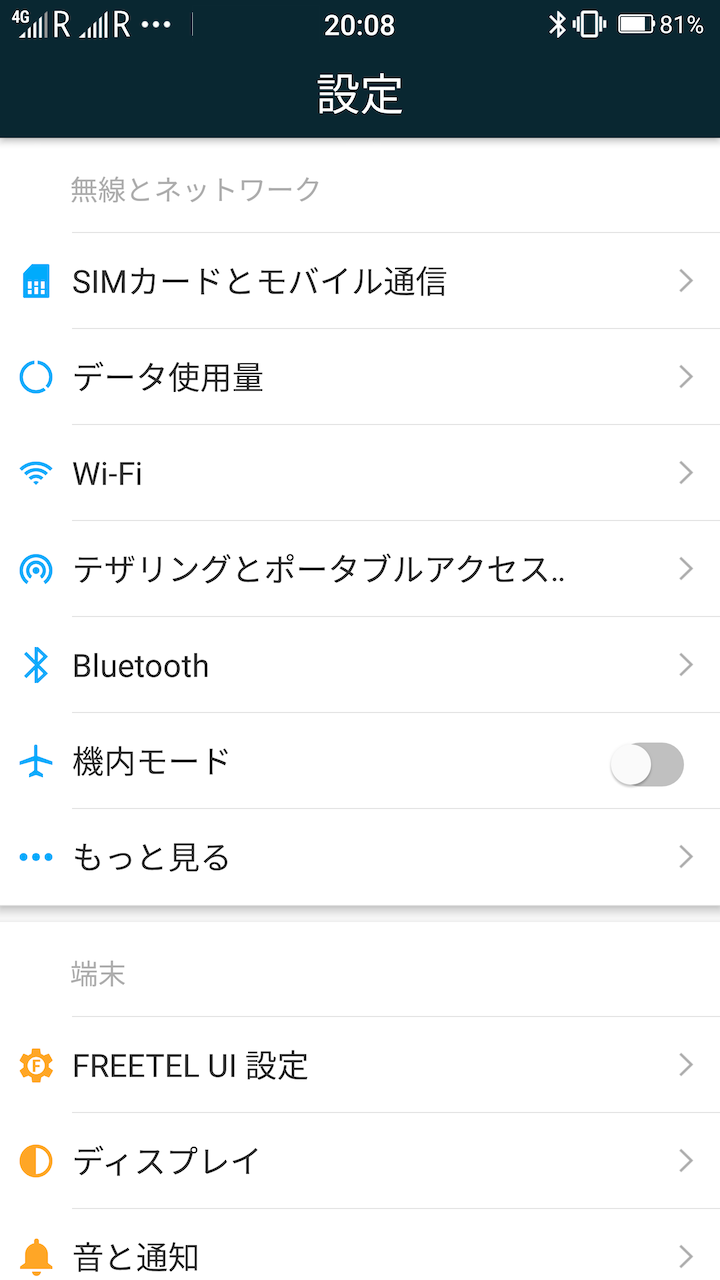 4G R R ••• 20:08 81%
設定
無線とネットワーク
SIMカードとモバイル通信
データ使用量
Wi-Fi
テザリングとポータブルアクセス..
Bluetooth
機内モード
もっと見る
端末
FREETEL UI 設定
ディスプレイ
音と通知